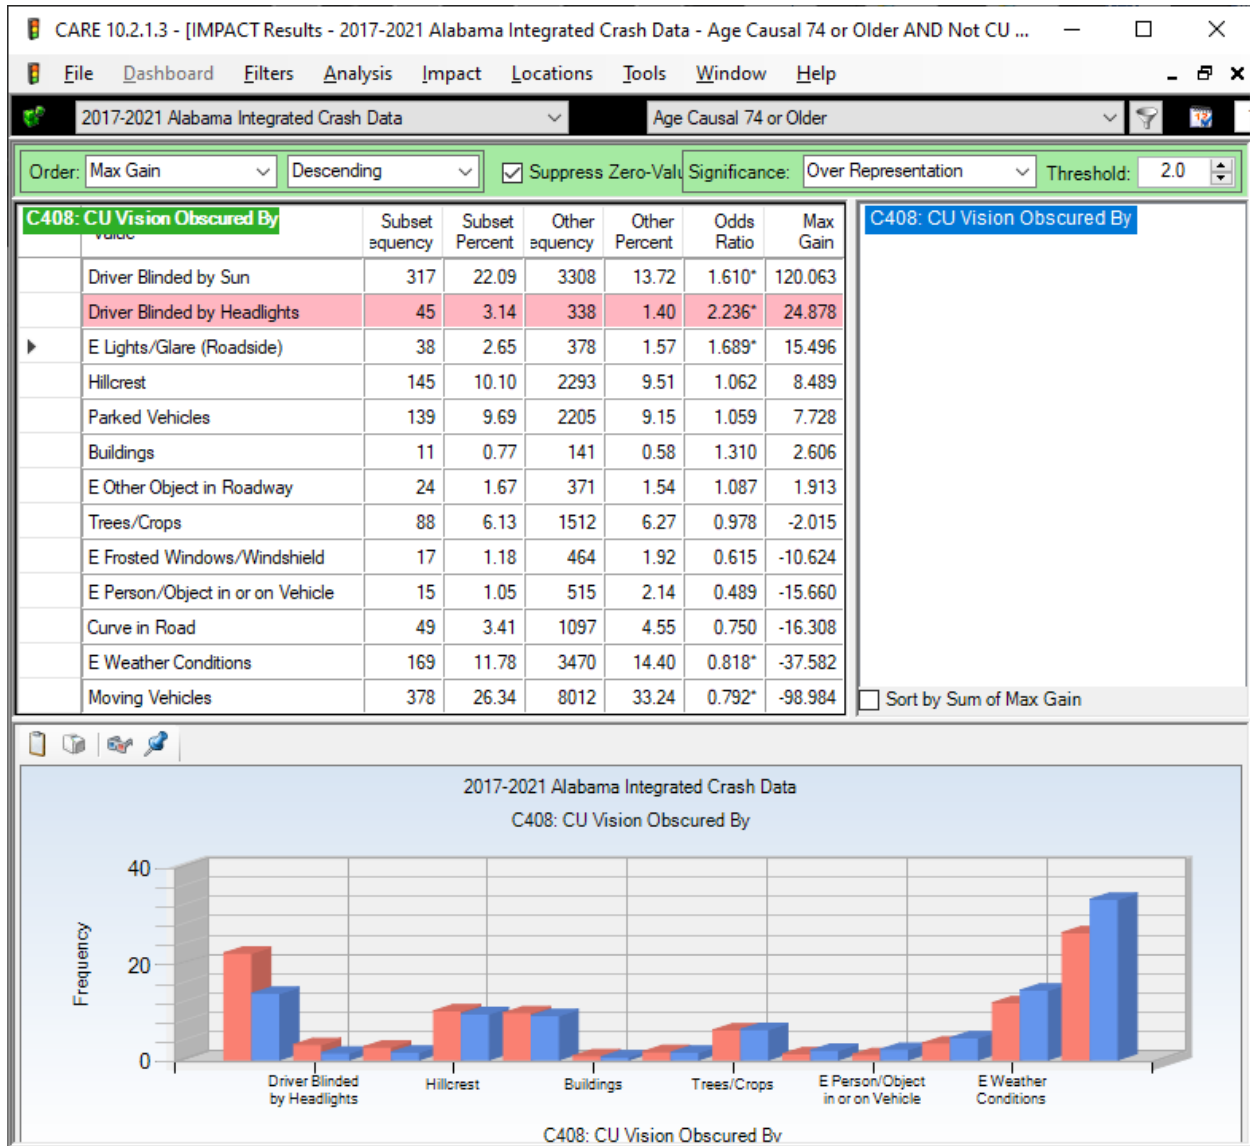 CARE 10.2.1.3 - [IMPACT Results - 2017-2021 Alabama Integrated Crash Data - Age Causal 74 or Older AND Not CU ...
File Dashboard Filters Analysis Impact Locations Tools Window Help
2017-2021 Alabama Integrated Crash Data Age Causal 74 or Older
Order: Max Gain Descending Suppress Zero-Valu Significance: Over Representation Threshold: 2.0
C408: CU Vision Obscured By Subset equency Subset Percent Other equency Other Percent Odds Ratio Max Gain C408: CU Vision Obscured By
Driver Blinded by Sun 317 22.09 3308 13.72 1.610* 120.063
Driver Blinded by Headlights 45 3.14 338 1.40 2.236* 24.878
E Lights/Glare (Roadside) 38 2.65 378 1.57 1.689* 15.496
Hillcrest 145 10.10 2293 9.51 1.062 8.489
Parked Vehicles 139 9.69 2205 9.15 1.059 7.728
Buildings 11 0.77 141 0.58 1.310 2.606
E Other Object in Roadway 24 1.67 371 1.54 1.087 1.913
Trees/Crops 88 6.13 1512 6.27 0.978 -2.015
E Frosted Windows/Windshield 17 1.18 464 1.92 0.615 -10.624
E Person/Object in or on Vehicle 15 1.05 515 2.14 0.489 -15.660
Curve in Road 49 3.41 1097 4.55 0.750 -16.308
E Weather Conditions 169 11.78 3470 14.40 0.818* -37.582
Moving Vehicles 378 26.34 8012 33.24 0.792* -98.984
Sort by Sum of Max Gain
2017-2021 Alabama Integrated Crash Data
C408: CU Vision Obscured By
40
20
0
Frequency
Driver Blinded by Headlights
Hillcrest
Buildings
Trees/Crops
E Person/Object in or on Vehicle
E Weather Conditions
C408: CU Vision Obscured By